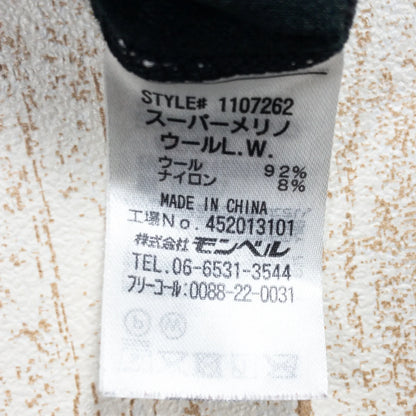 STYLE# 1107262
スーパーメリノ
ウールL.W.
ウール 92%
ナイロン 8%
MADE IN CHINA
工場No. 452013101
株式会社 モンベル
TEL.06-6531-3544
フリーコール:0088-22-0031